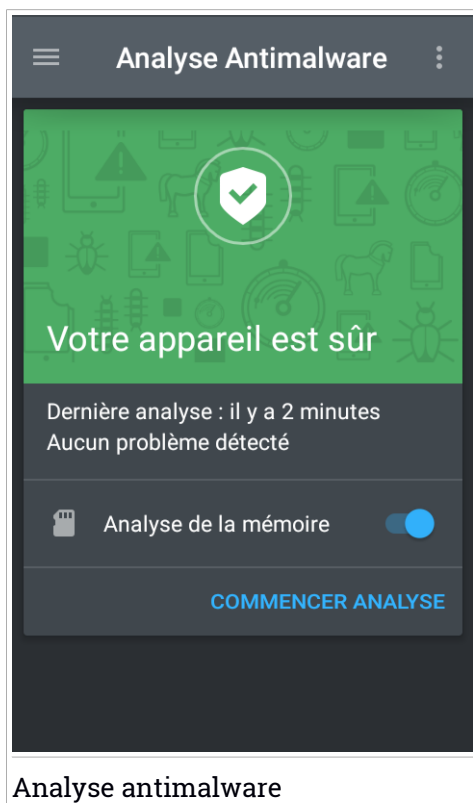 Analyse Antimalware
Votre appareil est sûr
Dernière analyse : il y a 2 minutes
Aucun problème détecté
Analyse de la mémoire
COMMENCER ANALYSE
Analyse antimalware